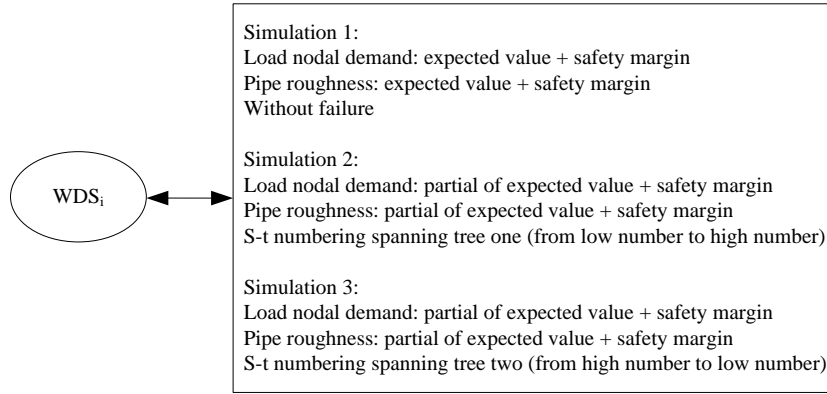 WDSi
Simulation 1:
Load nodal demand: expected value + safety margin
Pipe roughness: expected value + safety margin
Without failure
Simulation 2:
Load nodal demand: partial of expected value + safety margin
Pipe roughness: partial of expected value + safety margin
S-t numbering spanning tree one (from low number to high number)
Simulation 3:
Load nodal demand: partial of expected value + safety margin
Pipe roughness: partial of expected value + safety margin
S-t numbering spanning tree two (from high number to low number)